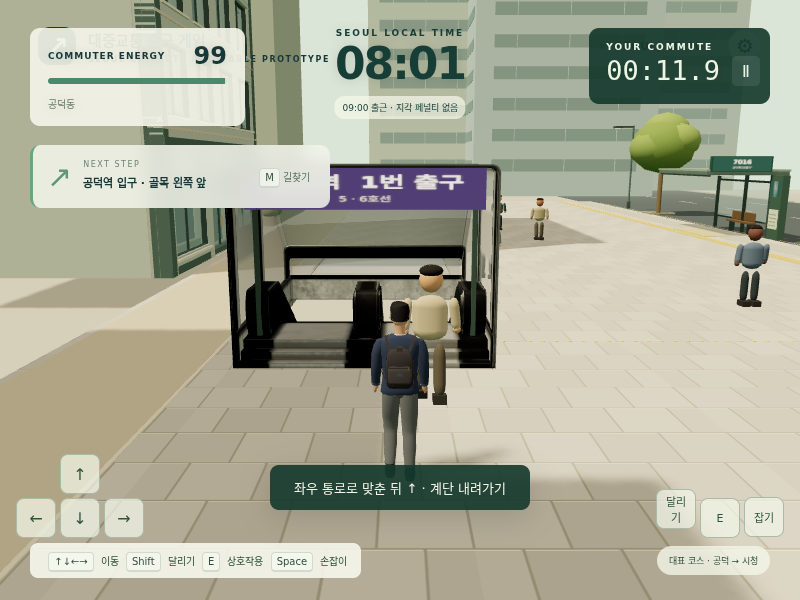 COMMUTER ENERGY 99
공덕동
PROTOTYPE
SEOUL LOCAL TIME
08:01
09:00 출근 · 지각 페널티 없음
YOUR COMMUTE
00:11.9
Ⅱ
NEXT STEP
공덕역 입구 · 골목 왼쪽 앞
M 길찾기
역 1번 출구
5 · 6호선
7016
좌우 통로로 맞춘 뒤 ↑ · 계단 내려가기
↑
← ↓ →
달리기 E 잡기
↑↓←→ 이동 Shift 달리기 E 상호작용 Space 손잡이
대표 코스 · 공덕 → 시청